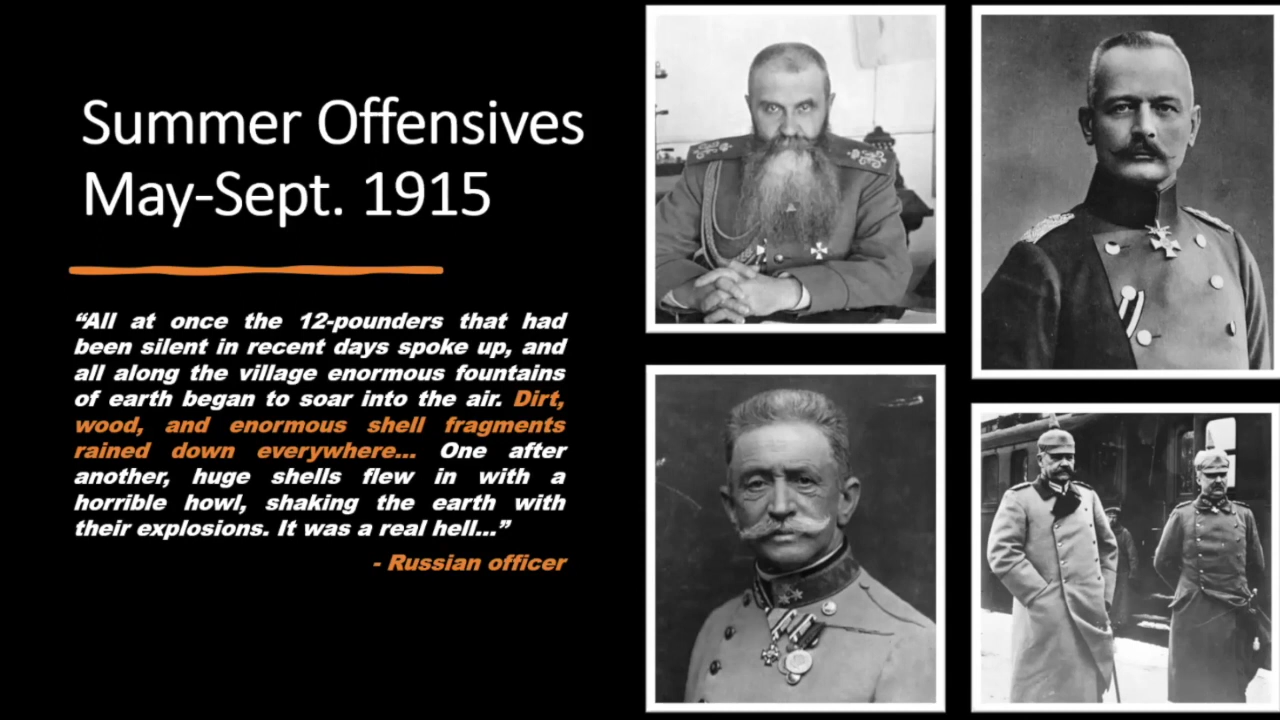 Summer Offensives
May-Sept. 1915
“All at once the 12-pounders that had
been silent in recent days spoke up, and
all along the village enormous fountains
of earth began to soar into the air. Dirt,
wood, and enormous shell fragments
rained down everywhere... One after
another, huge shells flew in with a
horrible howl, shaking the earth with
their explosions. It was a real hell...”
- Russian officer